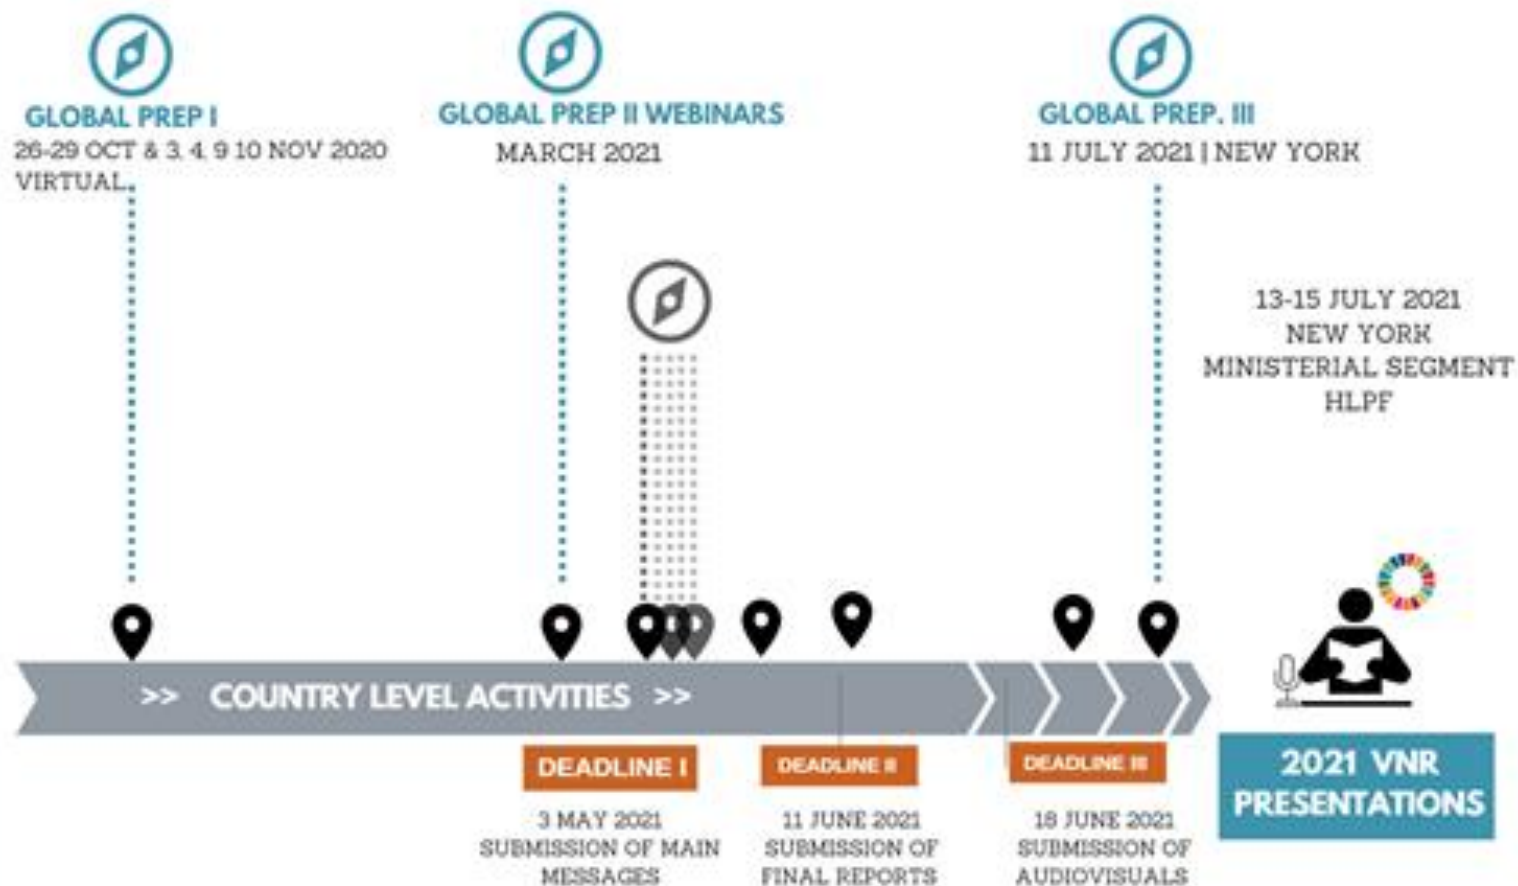 GLOBAL PREP I
26-29 OCT & 3, 4, 9 10 NOV 2020
VIRTUAL
GLOBAL PREP II WEBINARS
MARCH 2021
GLOBAL PREP. III
11 JULY 2021 | NEW YORK
13-15 JULY 2021
NEW YORK
MINISTERIAL SEGMENT
HLPF
>> COUNTRY LEVEL ACTIVITIES >>
DEADLINE I
3 MAY 2021
SUBMISSION OF MAIN
MESSAGES
DEADLINE II
11 JUNE 2021
SUBMISSION OF
FINAL REPORTS
DEADLINE III
18 JUNE 2021
SUBMISSION OF
AUDIOVISUALS
2021 VNR
PRESENTATIONS